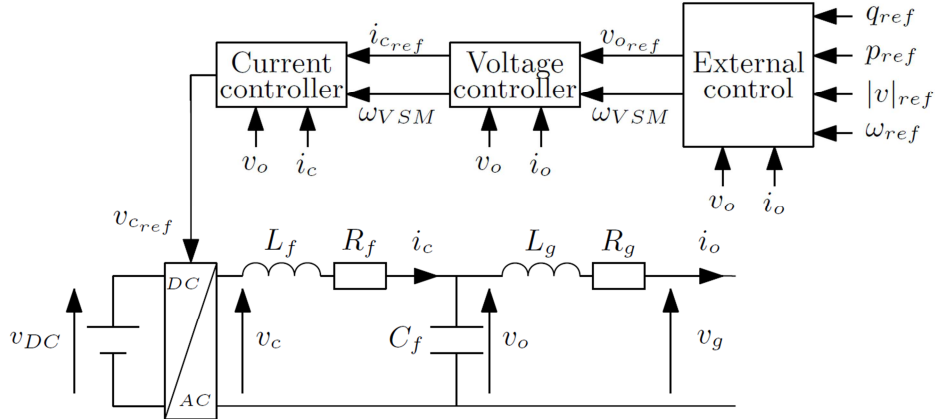 q_{ref}
i_{c_{ref}}
v_{o_{ref}}
p_{ref}
Current
controller
Voltage
controller
External
control
|v|_{ref}
ω_{VSM}
ω_{VSM}
ω_{ref}
v_o
i_c
v_o
i_o
v_o
i_o
v_{c_{ref}}
L_f
R_f
i_c
L_g
R_g
i_o
DC
v_{DC}
v_c
C_f
v_o
v_g
AC